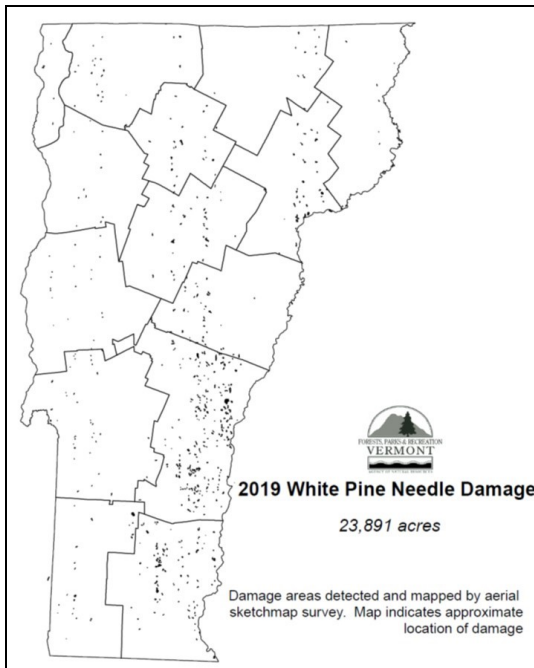 FORESTS, PARKS & RECREATION
VERMONT
2019 White Pine Needle Damage
23,891 acres
Damage areas detected and mapped by aerial
sketchmap survey. Map indicates approximate
location of damage